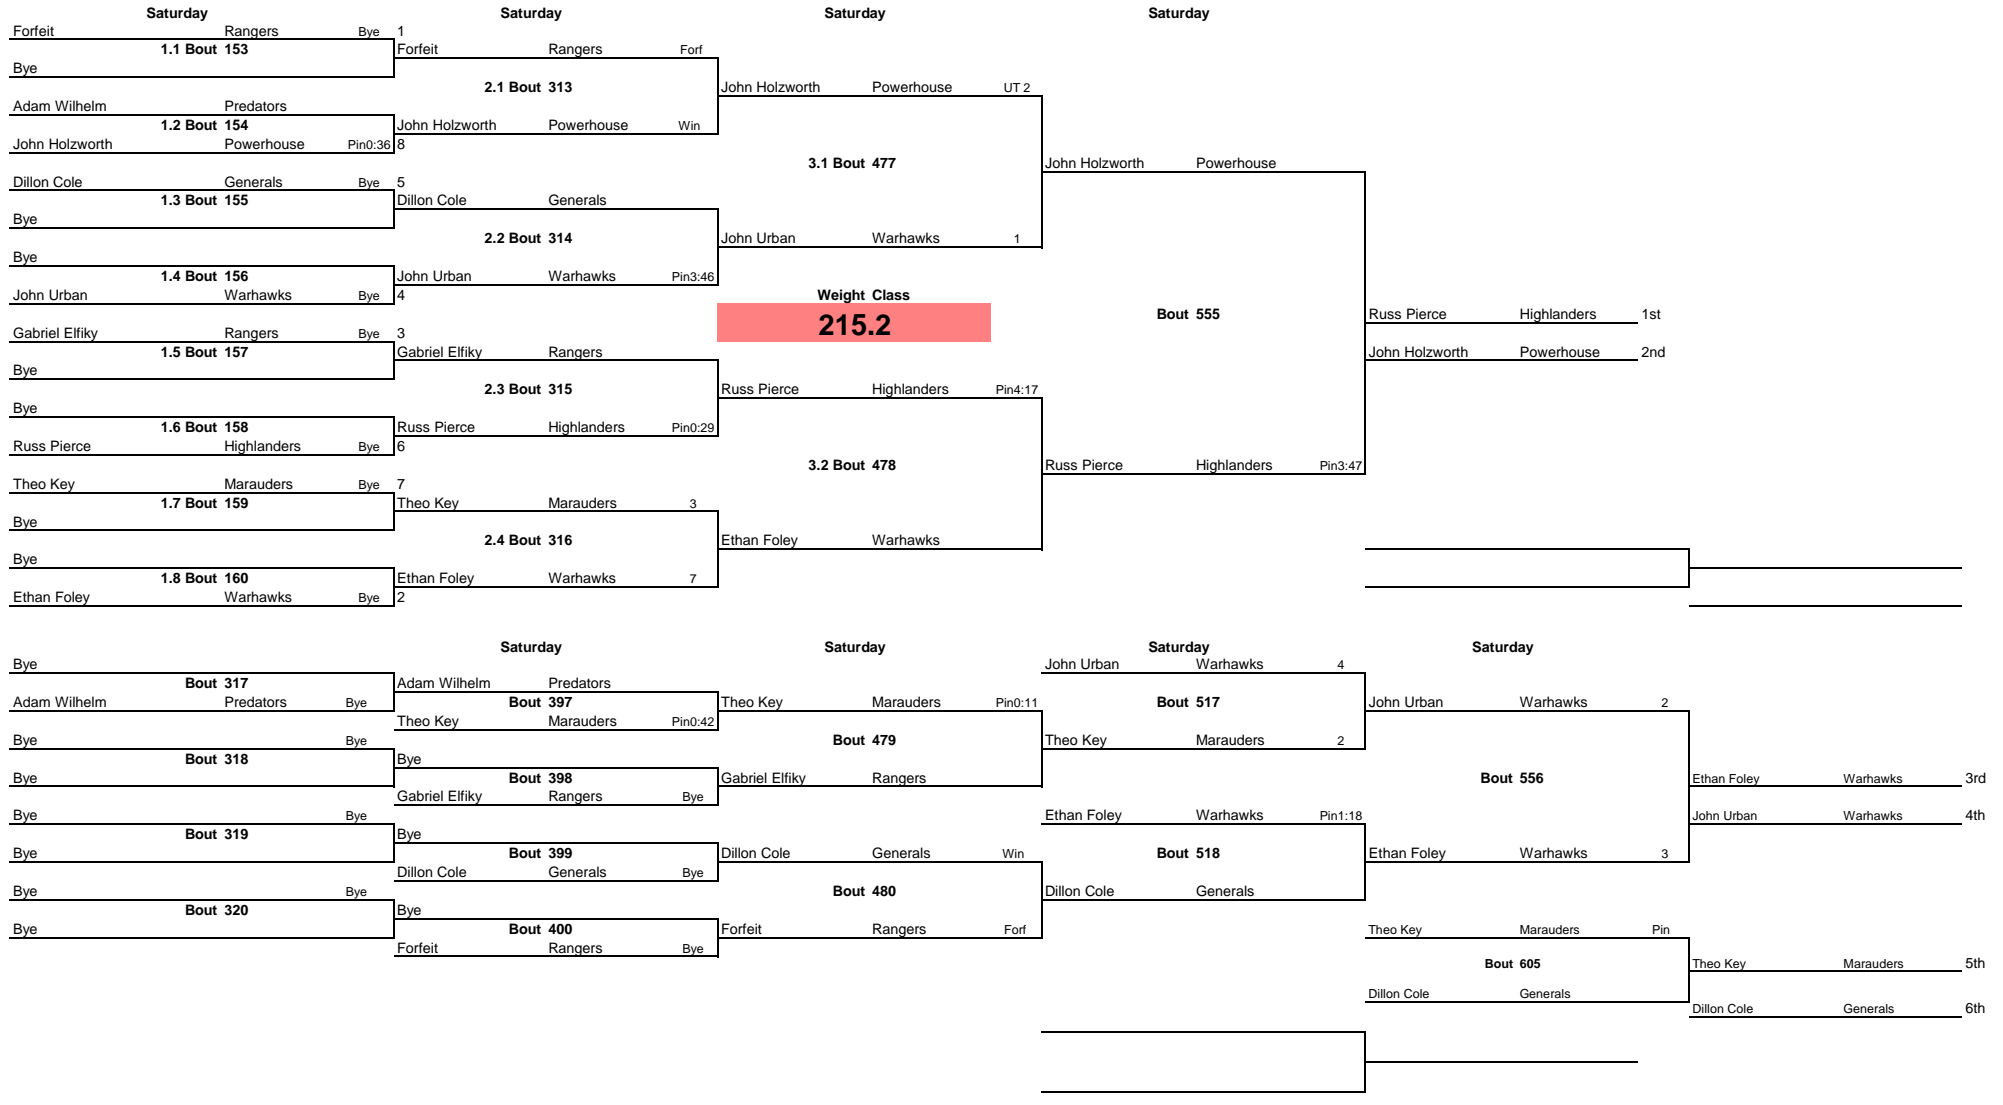 Saturday Saturday Saturday Saturday
Forfeit Rangers Bye 1
1.1 Bout 153 Forfeit Rangers Forf
Bye
2.1 Bout 313 John Holzworth Powerhouse UT 2
Adam Wilhelm Predators
1.2 Bout 154 John Holzworth Powerhouse Win
John Holzworth Powerhouse Pin0:36 8
3.1 Bout 477 John Holzworth Powerhouse
Dillon Cole Generals Bye 5
1.3 Bout 155 Dillon Cole Generals
Bye
2.2 Bout 314 John Urban Warhawks 1
Bye
1.4 Bout 156 John Urban Warhawks Pin3:46
John Urban Warhawks Bye 4 Weight Class
215.2 Bout 555 Russ Pierce Highlanders 1st
Gabriel Elfiky Rangers Bye 3
1.5 Bout 157 Gabriel Elfiky Rangers John Holzworth Powerhouse 2nd
Bye
2.3 Bout 315 Russ Pierce Highlanders Pin4:17
Bye
1.6 Bout 158 Russ Pierce Highlanders Pin0:29
Russ Pierce Highlanders Bye 6
3.2 Bout 478 Russ Pierce Highlanders Pin3:47
Theo Key Marauders Bye 7
1.7 Bout 159 Theo Key Marauders 3
Bye
2.4 Bout 316 Ethan Foley Warhawks
Bye
1.8 Bout 160 Ethan Foley Warhawks 7
Ethan Foley Warhawks Bye 2
Saturday Saturday Saturday Saturday
Bye John Urban Warhawks 4
Bout 317 Adam Wilhelm Predators
Adam Wilhelm Predators Bye Bout 397 Theo Key Marauders Pin0:11 Bout 517 John Urban Warhawks 2
Theo Key Marauders Pin0:42
Bye Bye Bout 479 Theo Key Marauders 2
Bout 318 Bye
Bye Bout 398 Gabriel Elfiky Rangers Bout 556 Ethan Foley Warhawks 3rd
Gabriel Elfiky Rangers Bye
Bye Bye Ethan Foley Warhawks Pin1:18 John Urban Warhawks 4th
Bout 319 Bye
Bye Bout 399 Dillon Cole Generals Win Bout 518 Ethan Foley Warhawks 3
Dillon Cole Generals Bye
Bye Bye Bout 480 Dillon Cole Generals
Bout 320 Bye
Bye Bout 400 Forfeit Rangers Forf Theo Key Marauders Pin
Forfeit Rangers Bye
Bout 605 Theo Key Marauders 5th
Dillon Cole Generals
Dillon Cole Generals 6th